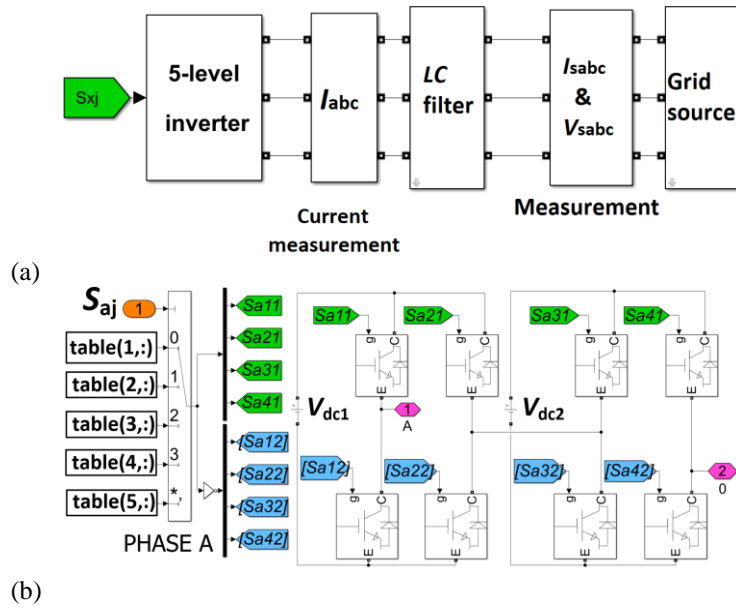 Sxj
5-level
inverter
Iabc
LC
filter
Isabc
&
Vsabc
Grid
source
Current
measurement
Measurement
(a)
Saj
1
0
table(1,:)
1
table(2,:)
2
table(3,:)
3
table(4,:)
*,
table(5,:)
PHASE A
Sa11
Sa21
Sa31
Sa41
[Sa12]
[Sa22]
[Sa32]
[Sa42]
Sa11
Sa21
Sa31
Sa41
g C
g C
g C
g C
E
E
E
E
Vdc1
1
A
Vdc2
2
0
[Sa12]
[Sa22]
[Sa32]
[Sa42]
g C
g C
g C
g C
E
E
E
E
(b)